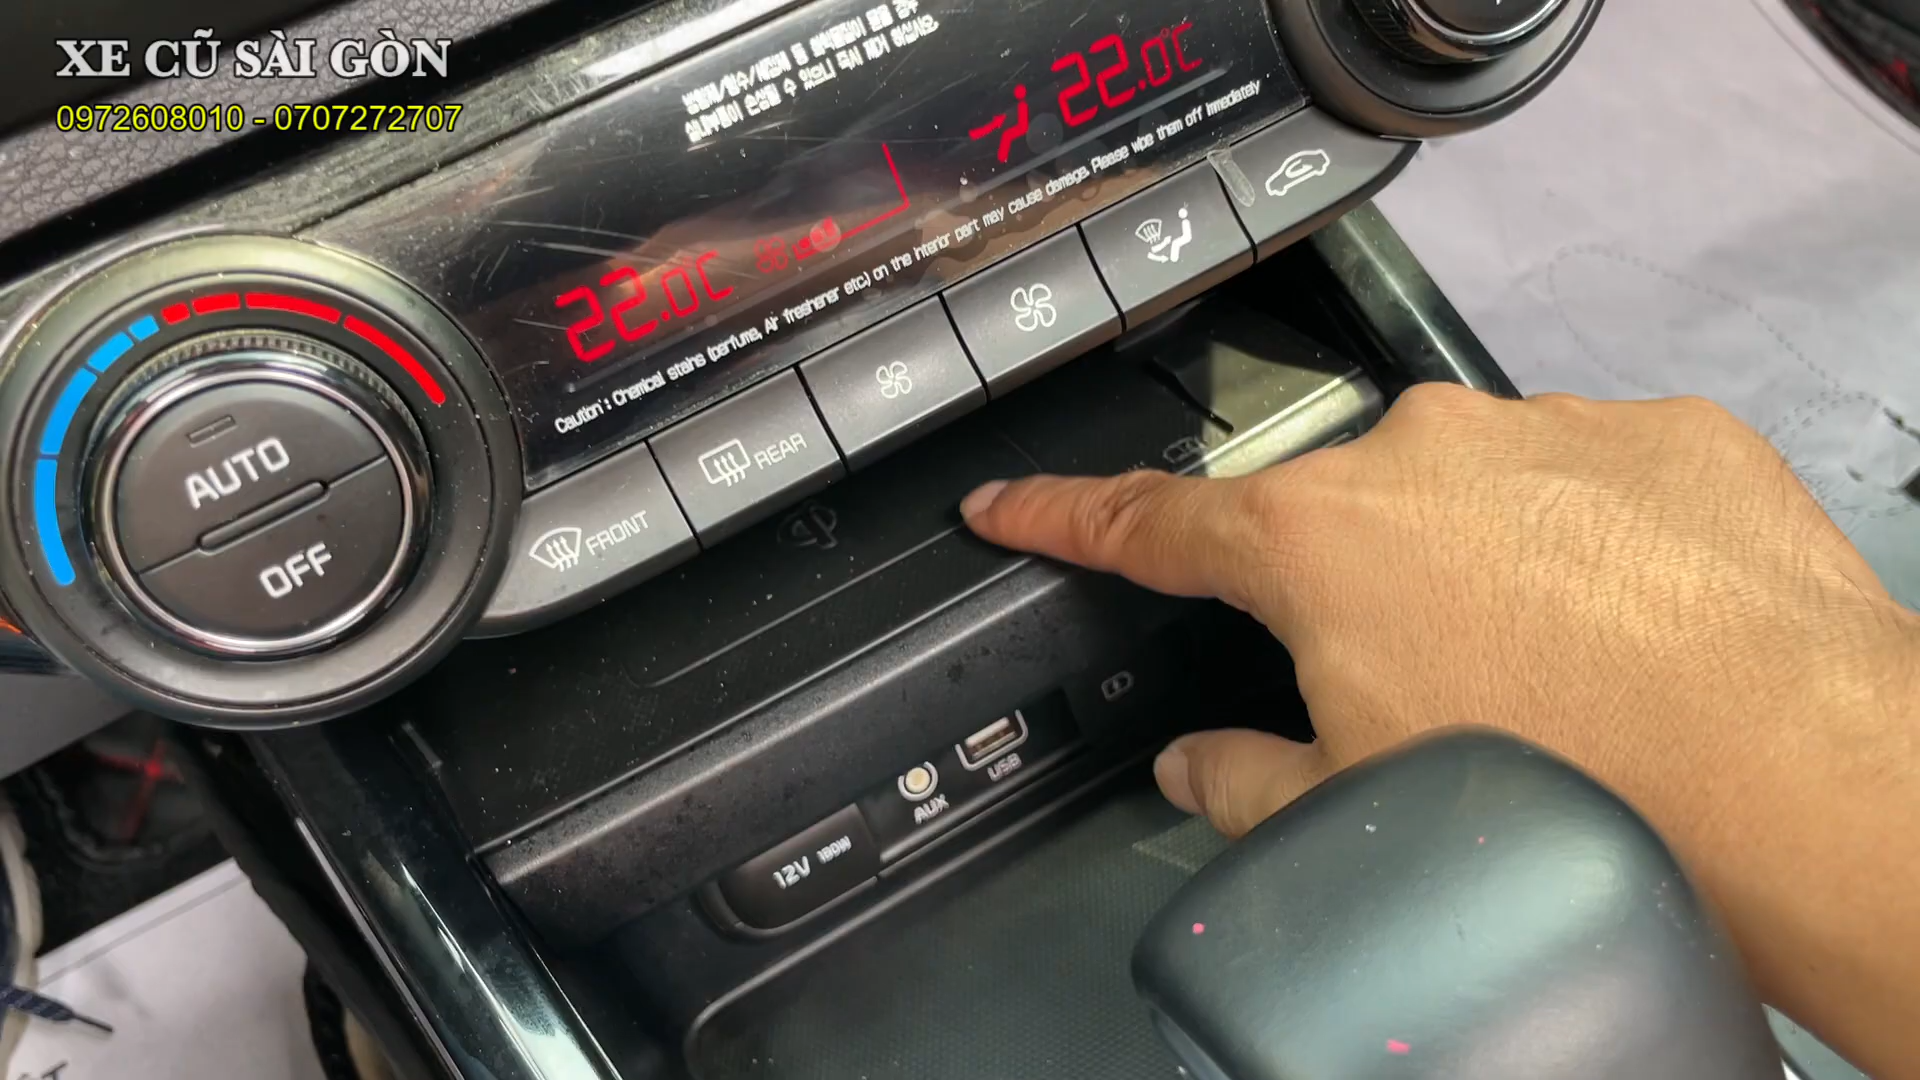 XE CŨ SÀI GÒN
0972608010 - 0707272707
22.0C
22.0C
Caution : Chemical stains (perfume, Air freshener etc.) on the interior part may cause damage. Please wipe them off immediately
AUTO
OFF
FRONT
REAR
AUX
USB
12V 180W